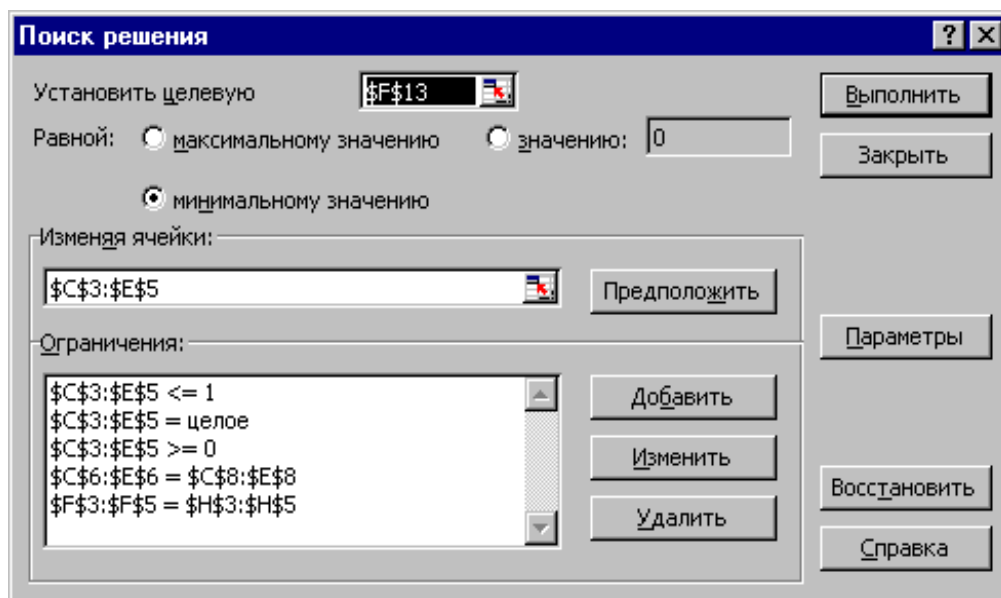 Поиск решения
Установить целевую $F$13
Выполнить
Равной: максимальному значению значению: 0
Закрыть
минимальному значению
Изменяя ячейки:
$C$3:$E$5
Предположить
Параметры
Ограничения:
$C$3:$E$5 <= 1
$C$3:$E$5 = целое
$C$3:$E$5 >= 0
$C$6:$E$6 = $C$8:$E$8
$F$3:$F$5 = $H$3:$H$5
Добавить
Изменить
Удалить
Восстановить
Справка